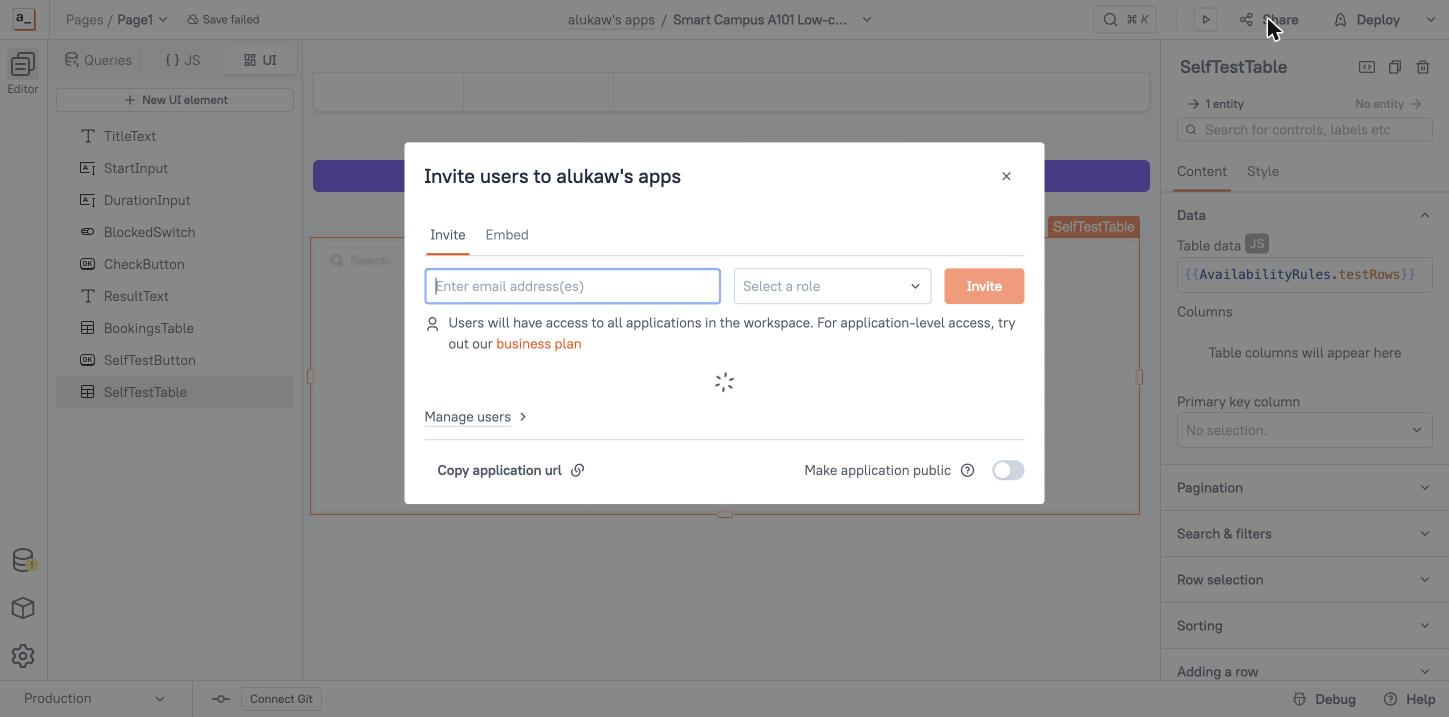 a_
Pages / Page1
Save failed
alukaw's apps / Smart Campus A101 Low-c...
⌘ K
Share
Deploy
Editor
Queries
{ } JS
UI
+ New UI element
TitleText
StartInput
DurationInput
BlockedSwitch
CheckButton
ResultText
BookingsTable
SelfTestButton
SelfTestTable
SelfTestTable
Search...
Invite users to alukaw's apps
Invite
Embed
Enter email address(es)
Select a role
Invite
Users will have access to all applications in the workspace. For application-level access, try
out our business plan
Manage users
Copy application url
Make application public
SelfTestTable
1 entity
No entity
Search for controls, labels etc
Content
Style
Data
Table data JS
{{AvailabilityRules.testRows}}
Columns
Table columns will appear here
Primary key column
No selection.
Pagination
Search & filters
Row selection
Sorting
Adding a row
Production
Connect Git
Debug
Help